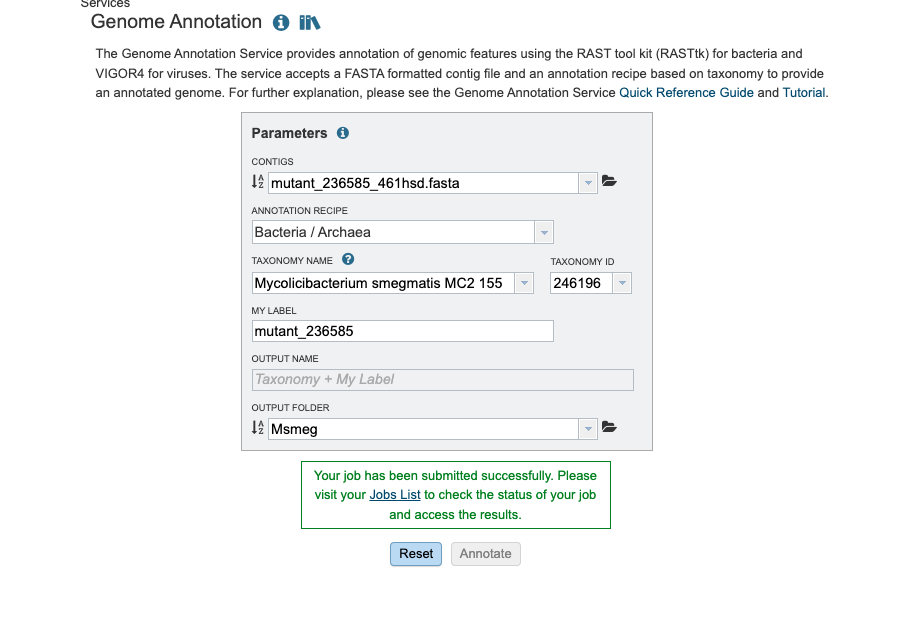 Services
Genome Annotation
The Genome Annotation Service provides annotation of genomic features using the RAST tool kit (RASTtk) for bacteria and
VIGOR4 for viruses. The service accepts a FASTA formatted contig file and an annotation recipe based on taxonomy to provide
an annotated genome. For further explanation, please see the Genome Annotation Service Quick Reference Guide and Tutorial.
Parameters
CONTIGS
mutant_236585_461hsd.fasta
ANNOTATION RECIPE
Bacteria / Archaea
TAXONOMY NAME TAXONOMY ID
Mycolicibacterium smegmatis MC2 155 246196
MY LABEL
mutant_236585
OUTPUT NAME
Taxonomy + My Label
OUTPUT FOLDER
Msmeg
Your job has been submitted successfully. Please
visit your Jobs List to check the status of your job
and access the results.
Reset Annotate